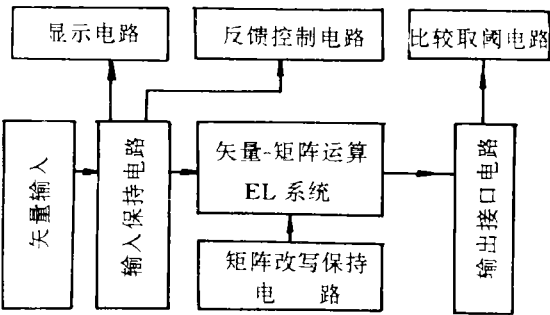 显示电路
反馈控制电路
比较取阈电路
矢量输入
输入保持电路
矢量-矩阵运算
EL 系统
输出接口电路
矩阵改写保持
电 路